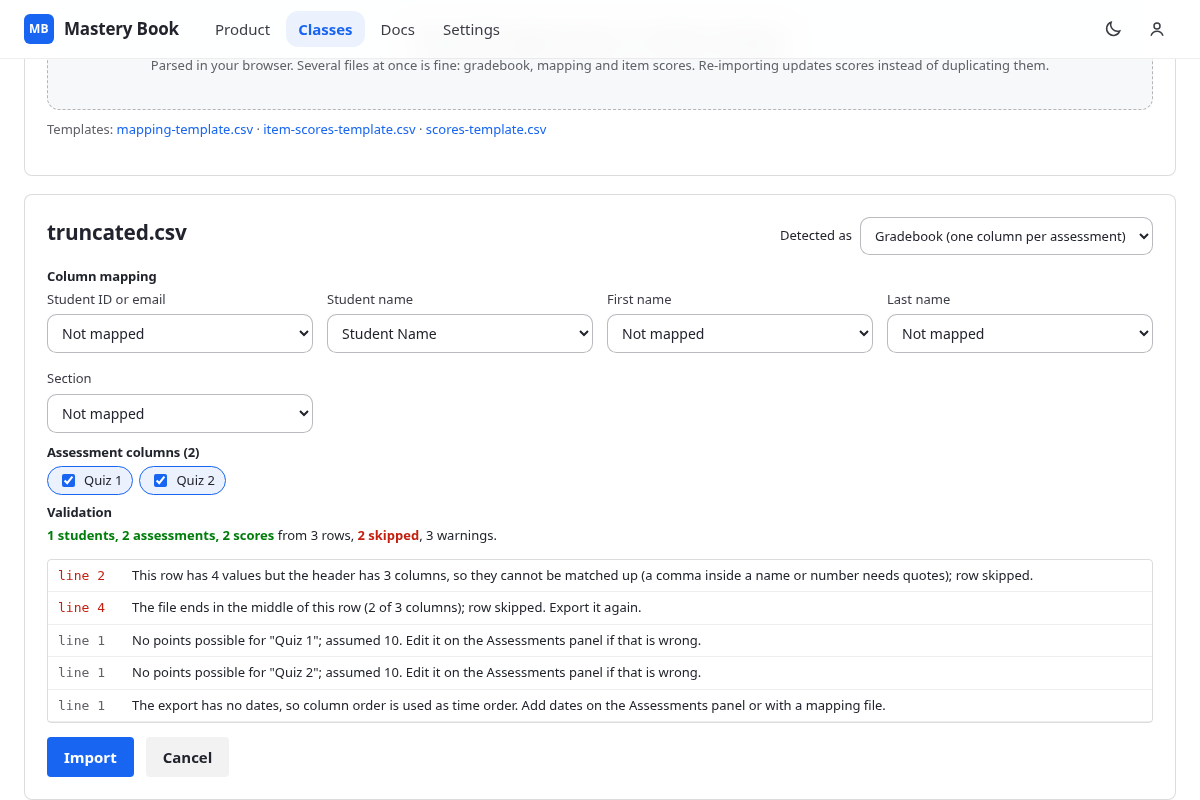 MB Mastery Book Product Classes Docs Settings
Parsed in your browser. Several files at once is fine: gradebook, mapping and item scores. Re-importing updates scores instead of duplicating them.
Templates: mapping-template.csv · item-scores-template.csv · scores-template.csv
truncated.csv
Detected as Gradebook (one column per assessment)
Column mapping
Student ID or email Student name First name Last name
Not mapped Student Name Not mapped Not mapped
Section
Not mapped
Assessment columns (2)
Quiz 1 Quiz 2
Validation
1 students, 2 assessments, 2 scores from 3 rows, 2 skipped, 3 warnings.
line 2 This row has 4 values but the header has 3 columns, so they cannot be matched up (a comma inside a name or number needs quotes); row skipped.
line 4 The file ends in the middle of this row (2 of 3 columns); row skipped. Export it again.
line 1 No points possible for "Quiz 1"; assumed 10. Edit it on the Assessments panel if that is wrong.
line 1 No points possible for "Quiz 2"; assumed 10. Edit it on the Assessments panel if that is wrong.
line 1 The export has no dates, so column order is used as time order. Add dates on the Assessments panel or with a mapping file.
Import Cancel